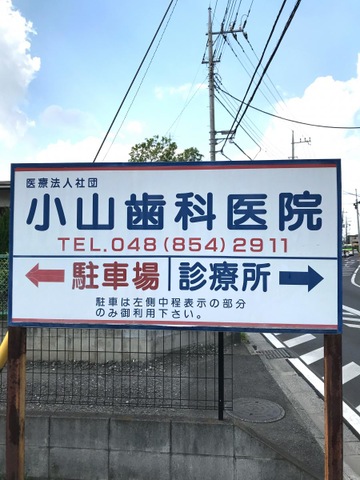 医療法人社団
小山歯科医院
TEL.048(854)2911
駐車場 診療所
駐車は左側中程表示の部分
のみ御利用下さい。